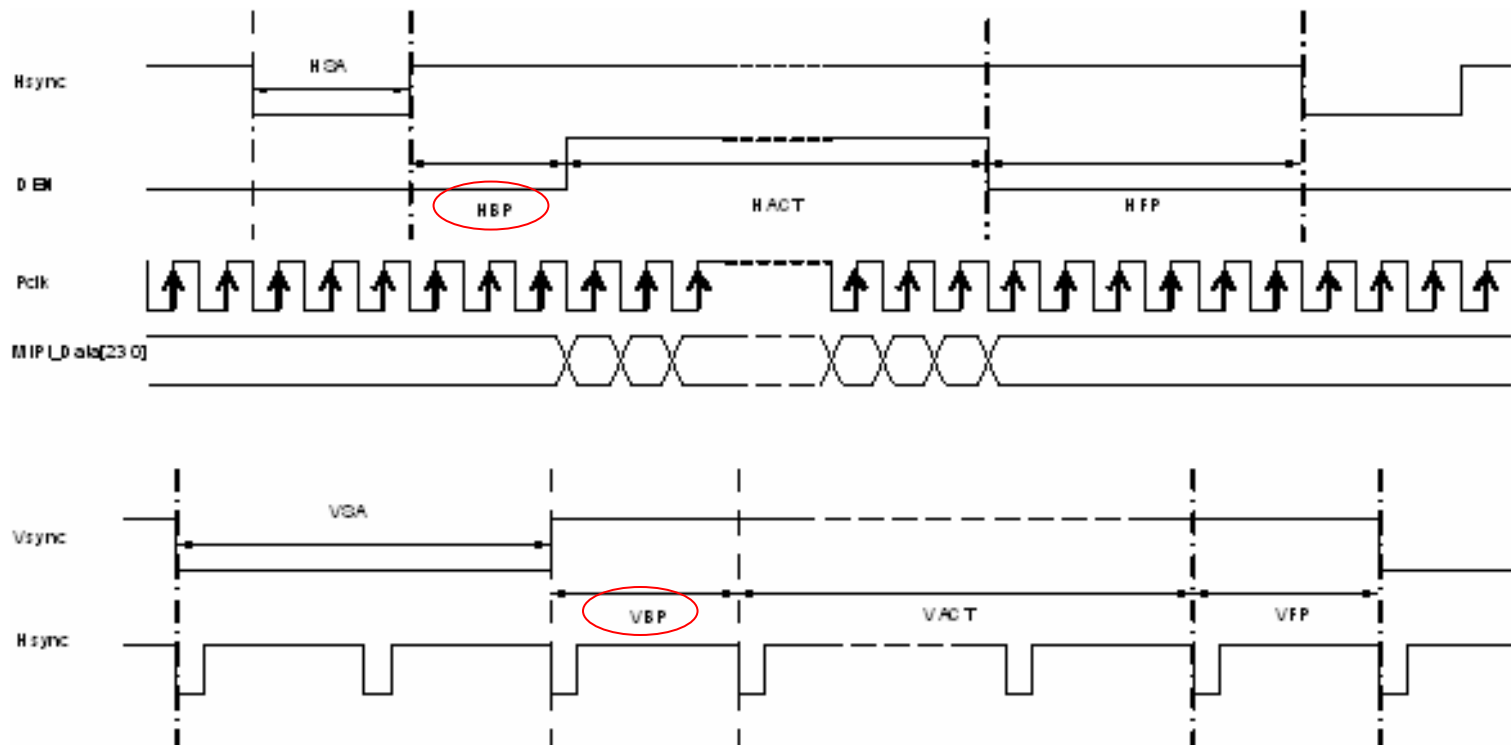 HSA
Hsync
DEN
HBP HACT HFP
Pclk
MIPI_Data[23:0]
VSA
Vsync
VBP VACT VFP
Hsync